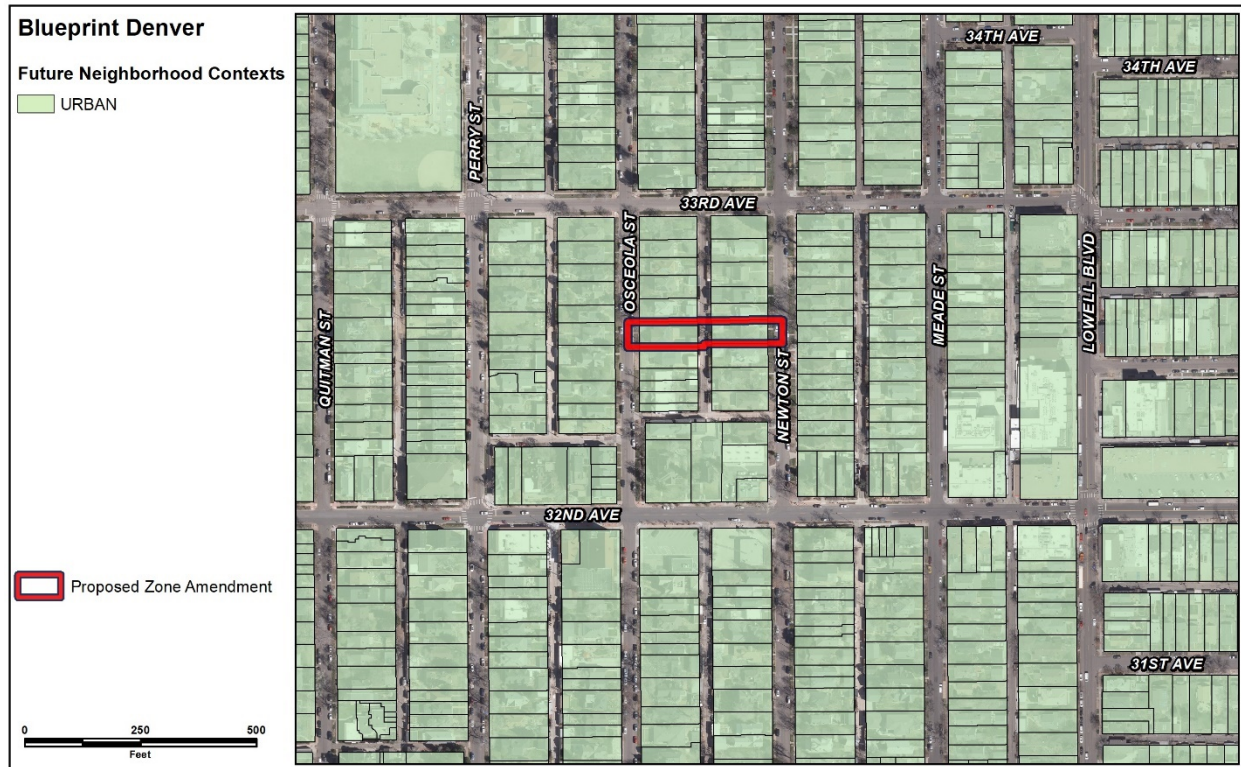 Blueprint Denver
Future Neighborhood Contexts
URBAN
Proposed Zone Amendment
0 250 500
Feet
34TH AVE
34TH AVE
PERRY ST
33RD AVE
OSCEOLA ST
QUITMAN ST
NEWTON ST
MEADE ST
LOWELL BLVD
32ND AVE
31ST AVE